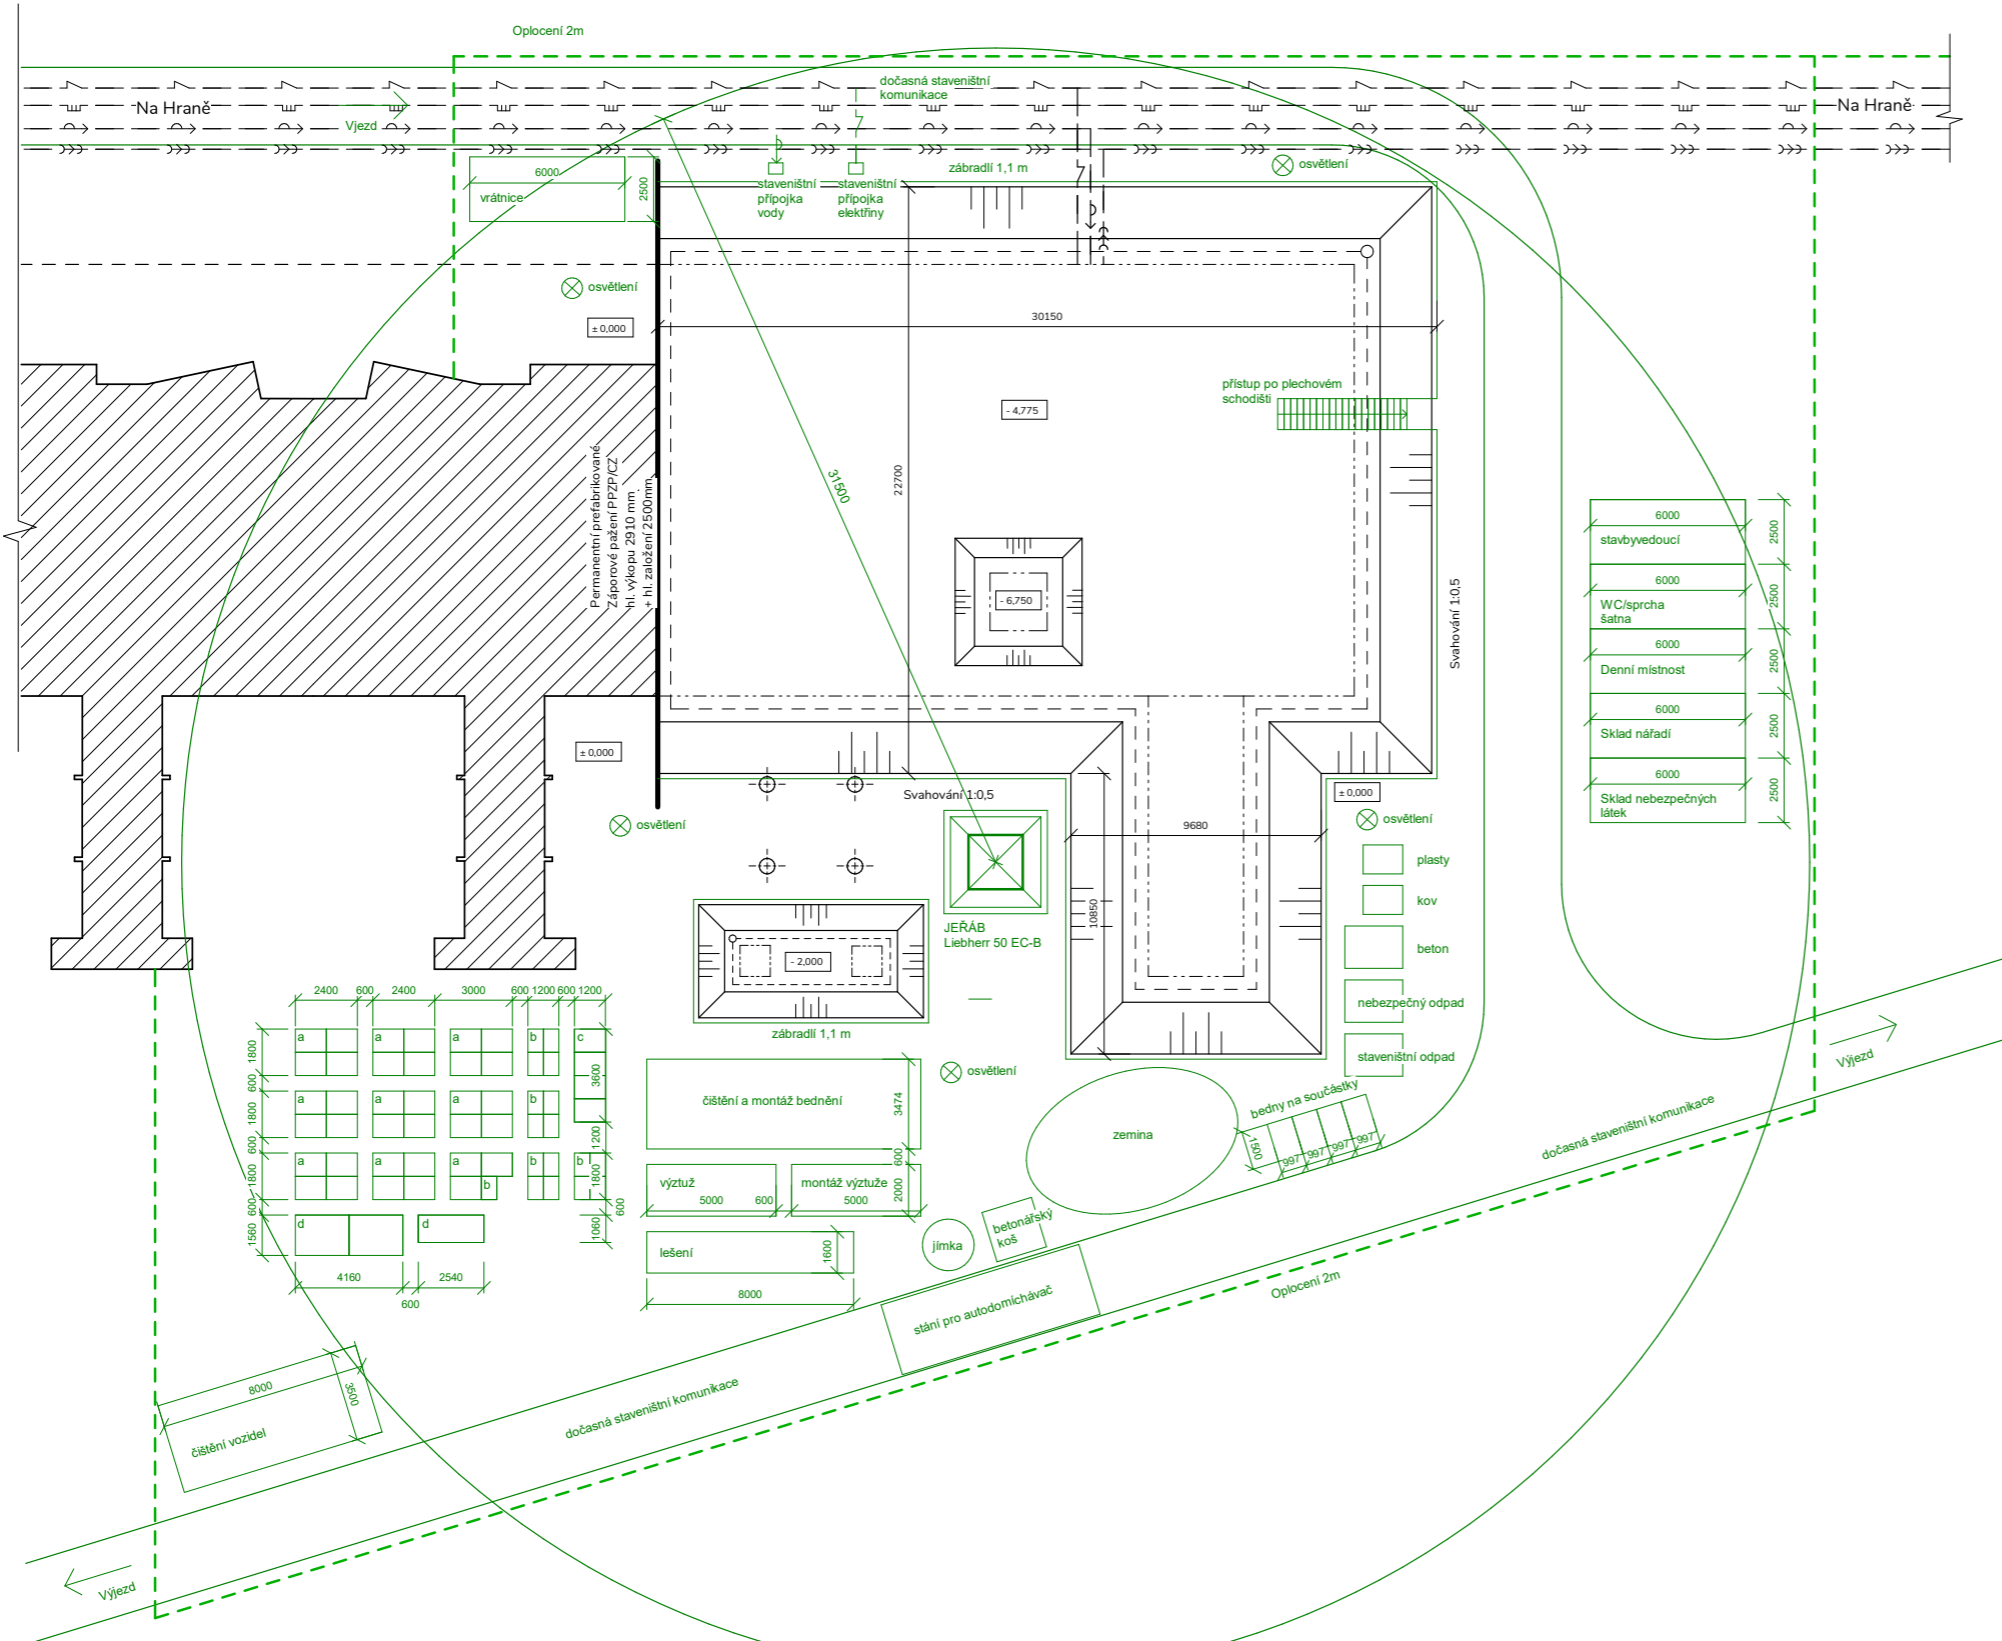 Oplocení 2m
dočasná staveništní
komunikace
Na Hraně
Na Hraně
Vjezd
6000
2500
vrátnice
staveništní
přípojka
vody
staveništní
přípojka
elektřiny
zábradlí 1,1 m
osvětlení
osvětlení
± 0,000
30150
přístup po plechovém
schodišti
- 4,775
22700
31500
Permanentní prefabrikované
Záporové pažení PPZP/CZ
hl. výkopu 2910 mm
+ hl. založení 2500mm
- 6,750
Svahování 1:0,5
6000
stavbyvedoucí
2500
6000
WC/sprcha
šatna
2500
6000
Denní místnost
2500
6000
Sklad nářadí
2500
6000
Sklad nebezpečných
látek
2500
± 0,000
osvětlení
Svahování 1:0,5
± 0,000
osvětlení
9680
10850
JEŘÁB
Liebherr 50 EC-B
- 2,000
zábradlí 1,1 m
plasty
kov
beton
nebezpečný odpad
staveništní odpad
2400
600
2400
3000
600
1200
600
1200
1800
600
1800
600
1800
600
1560
a
a
a
b
c
3600
a
a
a
b
1200
a
a
a
b
b
b
1800
600
d
d
1060
4160
600
2540
osvětlení
čištění a montáž bednění
3474
600
výztuž
5000
600
montáž výztuže
5000
2000
lešení
1600
8000
zemina
bedny na součástky
1500
997
997
997
997
jímka
betonářský
koš
stání pro autodomíchávač
dočasná staveništní komunikace
Výjezd
Oplocení 2m
8000
3500
čištění vozidel
dočasná staveništní komunikace
Výjezd